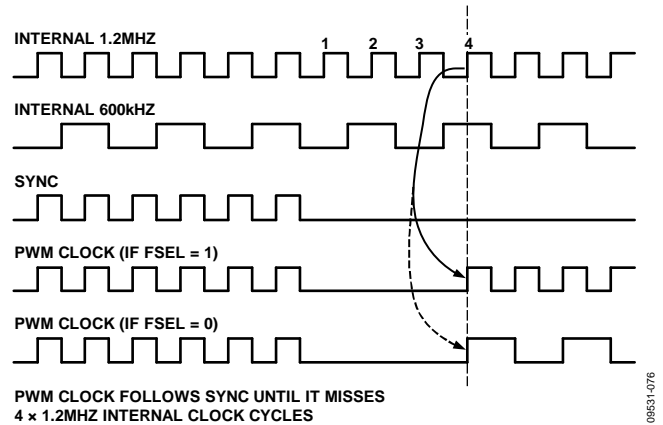 INTERNAL 1.2MHZ
1 2 3 4
INTERNAL 600kHZ
SYNC
PWM CLOCK (IF FSEL = 1)
PWM CLOCK (IF FSEL = 0)
PWM CLOCK FOLLOWS SYNC UNTIL IT MISSES
4 × 1.2MHZ INTERNAL CLOCK CYCLES
09531-076